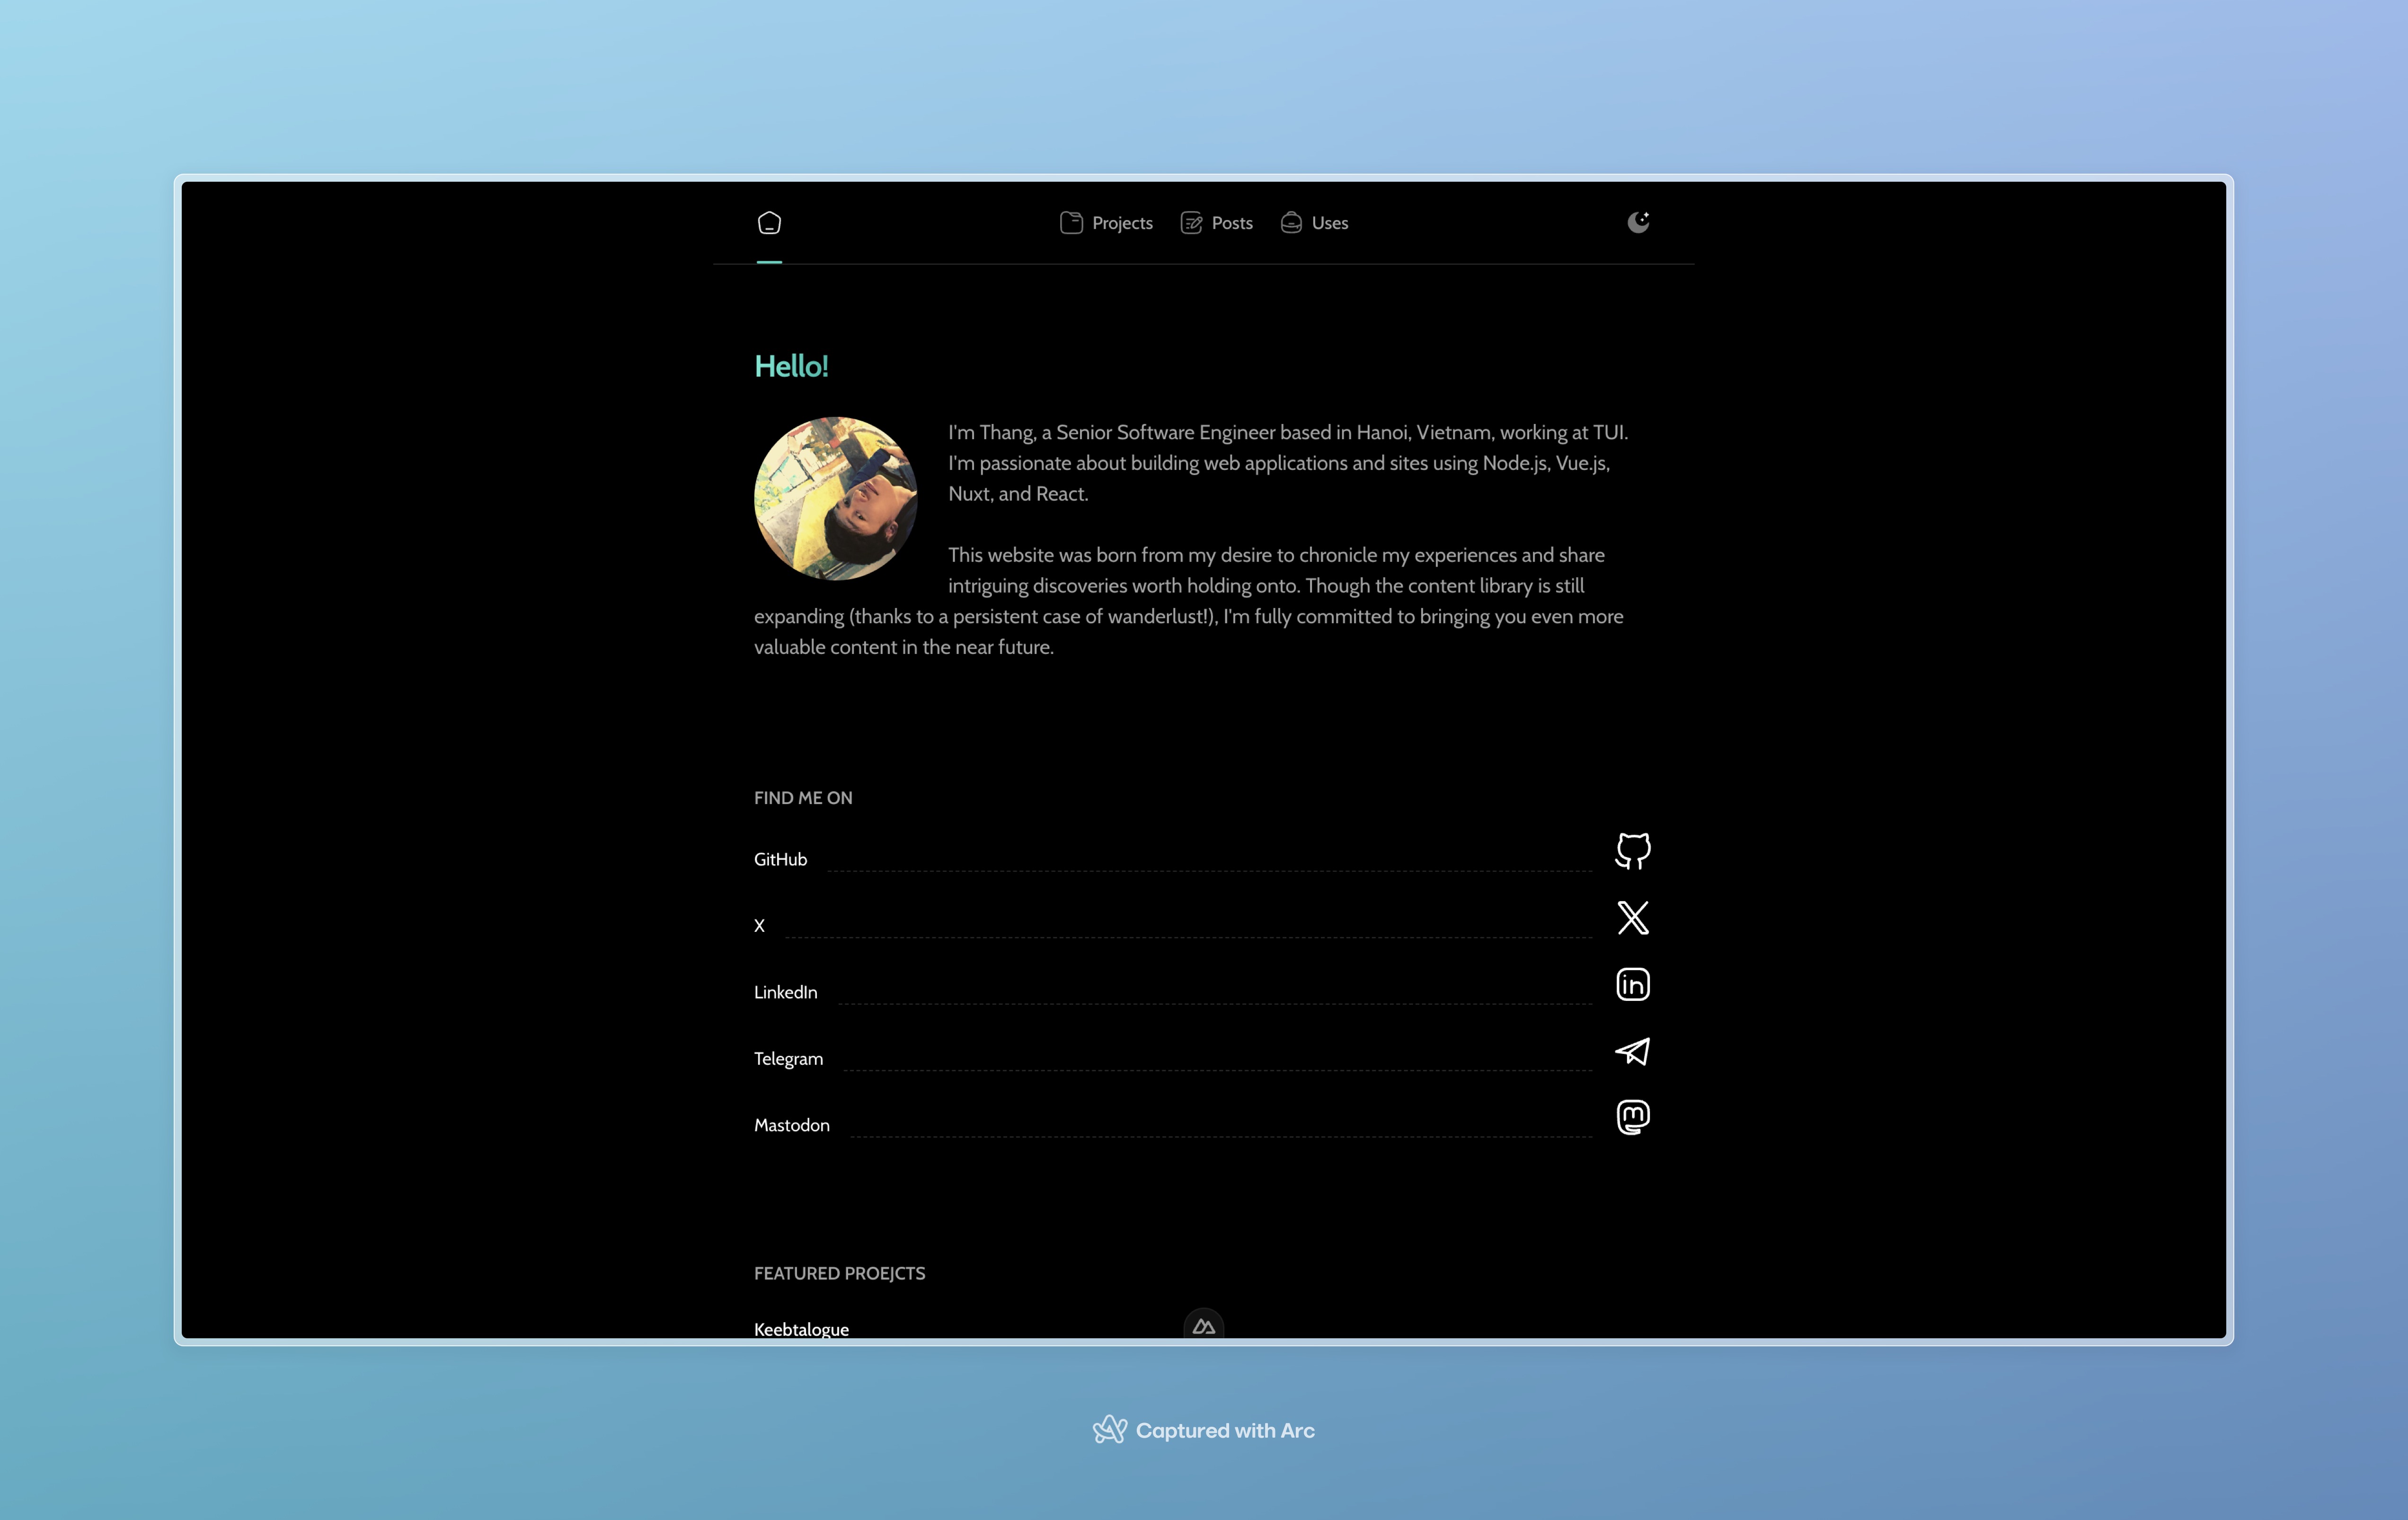 Projects
Posts
Uses
Hello!
I'm Thang, a Senior Software Engineer based in Hanoi, Vietnam, working at TUI.
I'm passionate about building web applications and sites using Node.js, Vue.js,
Nuxt, and React.
This website was born from my desire to chronicle my experiences and share
intriguing discoveries worth holding onto. Though the content library is still
expanding (thanks to a persistent case of wanderlust!), I'm fully committed to bringing you even more
valuable content in the near future.
FIND ME ON
GitHub
X
LinkedIn
Telegram
Mastodon
FEATURED PROEJCTS
Keebtalogue
Captured with Arc